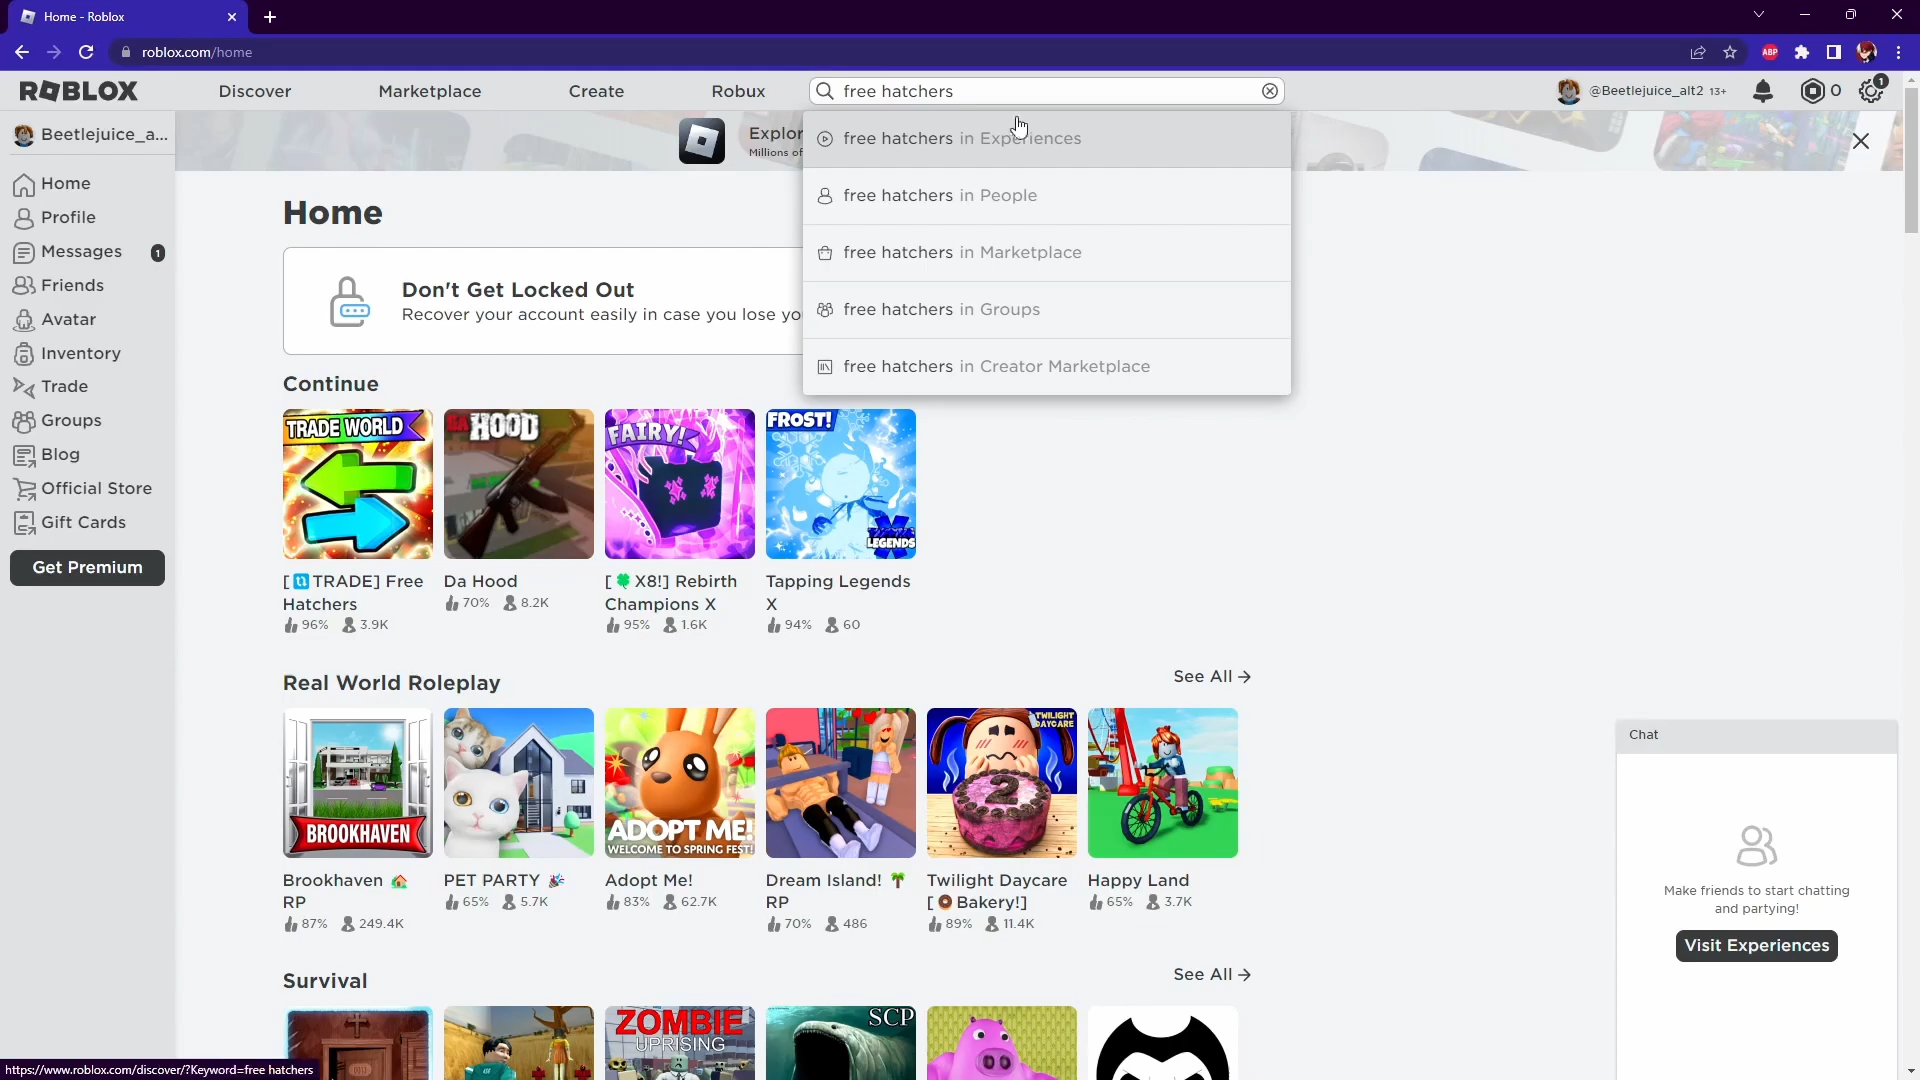 Home - Roblox
roblox.com/home
ABP
ROBLOX
Discover
Marketplace
Create
Robux
free hatchers
@Beetlejuice_alt2 13+
0
1
Beetlejuice_a...
Explor
Millions of
free hatchers in Experiences
free hatchers in People
free hatchers in Marketplace
free hatchers in Groups
free hatchers in Creator Marketplace
Home
Profile
Messages 1
Friends
Avatar
Inventory
Trade
Groups
Blog
Official Store
Gift Cards
Get Premium
Home
Don't Get Locked Out
Recover your account easily in case you lose yo
Continue
TRADE WORLD
DA HOOD
FAIRY!
FROST!
X
LEGENDS
[TRADE] Free
Hatchers
96% 3.9K
Da Hood
70% 8.2K
[X8!] Rebirth
Champions X
95% 1.6K
Tapping Legends
X
94% 60
Real World Roleplay
See All →
BROOKHAVEN
ADOPT ME!
WELCOME TO SPRING FEST!
TWILIGHT
DAYCARE
2
Brookhaven
RP
87% 249.4K
PET PARTY
65% 5.7K
Adopt Me!
83% 62.7K
Dream Island!
RP
70% 486
Twilight Daycare
[Bakery!]
89% 11.4K
Happy Land
65% 3.7K
Survival
See All →
ZOMBIE
UPRISING
SCP
Chat
Make friends to start chatting
and partying!
Visit Experiences
https://www.roblox.com/discover/?Keyword=free hatchers